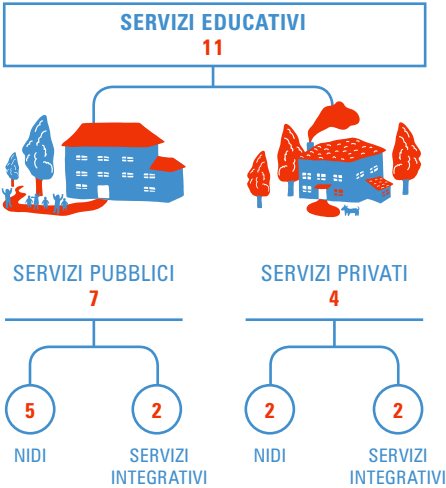 SERVIZI EDUCATIVI
11
SERVIZI PUBBLICI
7
SERVIZI PRIVATI
4
5
NIDI
2
SERVIZI
INTEGRATIVI
2
NIDI
2
SERVIZI
INTEGRATIVI